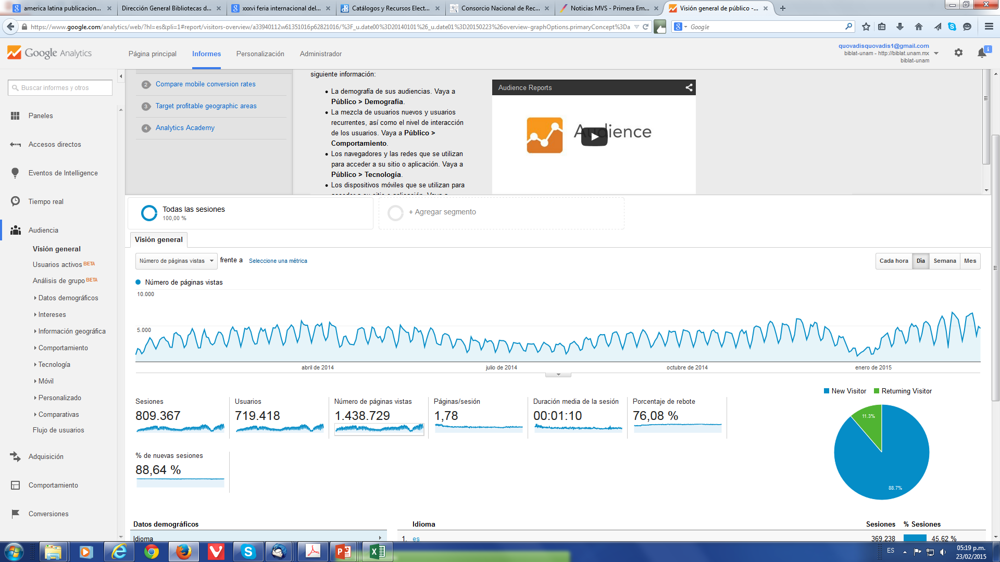 america latina publicacion...
Dirección General Bibliotecas d...
xxxvi feria internacional del...
Catálogos y Recursos Elect...
Consorcio Nacional de Rec...
Noticias MVS - Primera Em...
Visión general de público -...
https://www.google.com/analytics/web/?hl=es&pli=1#report/visitors-overview/a33940112w61351016p62821016/%3F_u.date00%3D20140101%26_u.date01%3D20150223%26overview-graphOptions.primaryConcept%3Da
Google
Google Analytics
Página principal
Informes
Personalización
Administrador
quovadisquovadis1@gmail.com
biblat-unam - http://biblat.unam.mx
biblat-unam
Buscar informes y otros
Paneles
Accesos directos
Eventos de Intelligence
Tiempo real
Audiencia
Visión general
Usuarios activos BETA
Análisis de grupo BETA
Datos demográficos
Intereses
Información geográfica
Comportamiento
Tecnología
Móvil
Personalizado
Comparativas
Flujo de usuarios
Adquisición
Comportamiento
Conversiones
2 Compare mobile conversion rates
3 Target profitable geographic areas
4 Analytics Academy
siguiente información:
• La demografía de sus audiencias. Vaya a
Público > Demografía.
• La mezcla de usuarios nuevos y usuarios
recurrentes, así como el nivel de interacción
de los usuarios. Vaya a Público >
Comportamiento.
• Los navegadores y las redes que se utilizan
para acceder a su sitio o aplicación. Vaya a
Público > Tecnología.
• Los dispositivos móviles que se utilizan para
acceder a su sitio o aplicación. Vaya a
Audience Reports
Audience
Todas las sesiones
100,00 %
+ Agregar segmento
Visión general
Número de páginas vistas
frente a
Seleccione una métrica
Cada hora
Día
Semana
Mes
Número de páginas vistas
10.000
5.000
abril de 2014
julio de 2014
octubre de 2014
enero de 2015
New Visitor
Returning Visitor
11.3%
88.7%
Sesiones
809.367
Usuarios
719.418
Número de páginas vistas
1.438.729
Páginas/sesión
1,78
Duración media de la sesión
00:01:10
Porcentaje de rebote
76,08 %
% de nuevas sesiones
88,64 %
Datos demográficos
Idioma
Idioma
Sesiones
% Sesiones
1. es
369.238
45,62 %
ES
05:19 p.m.
23/02/2015